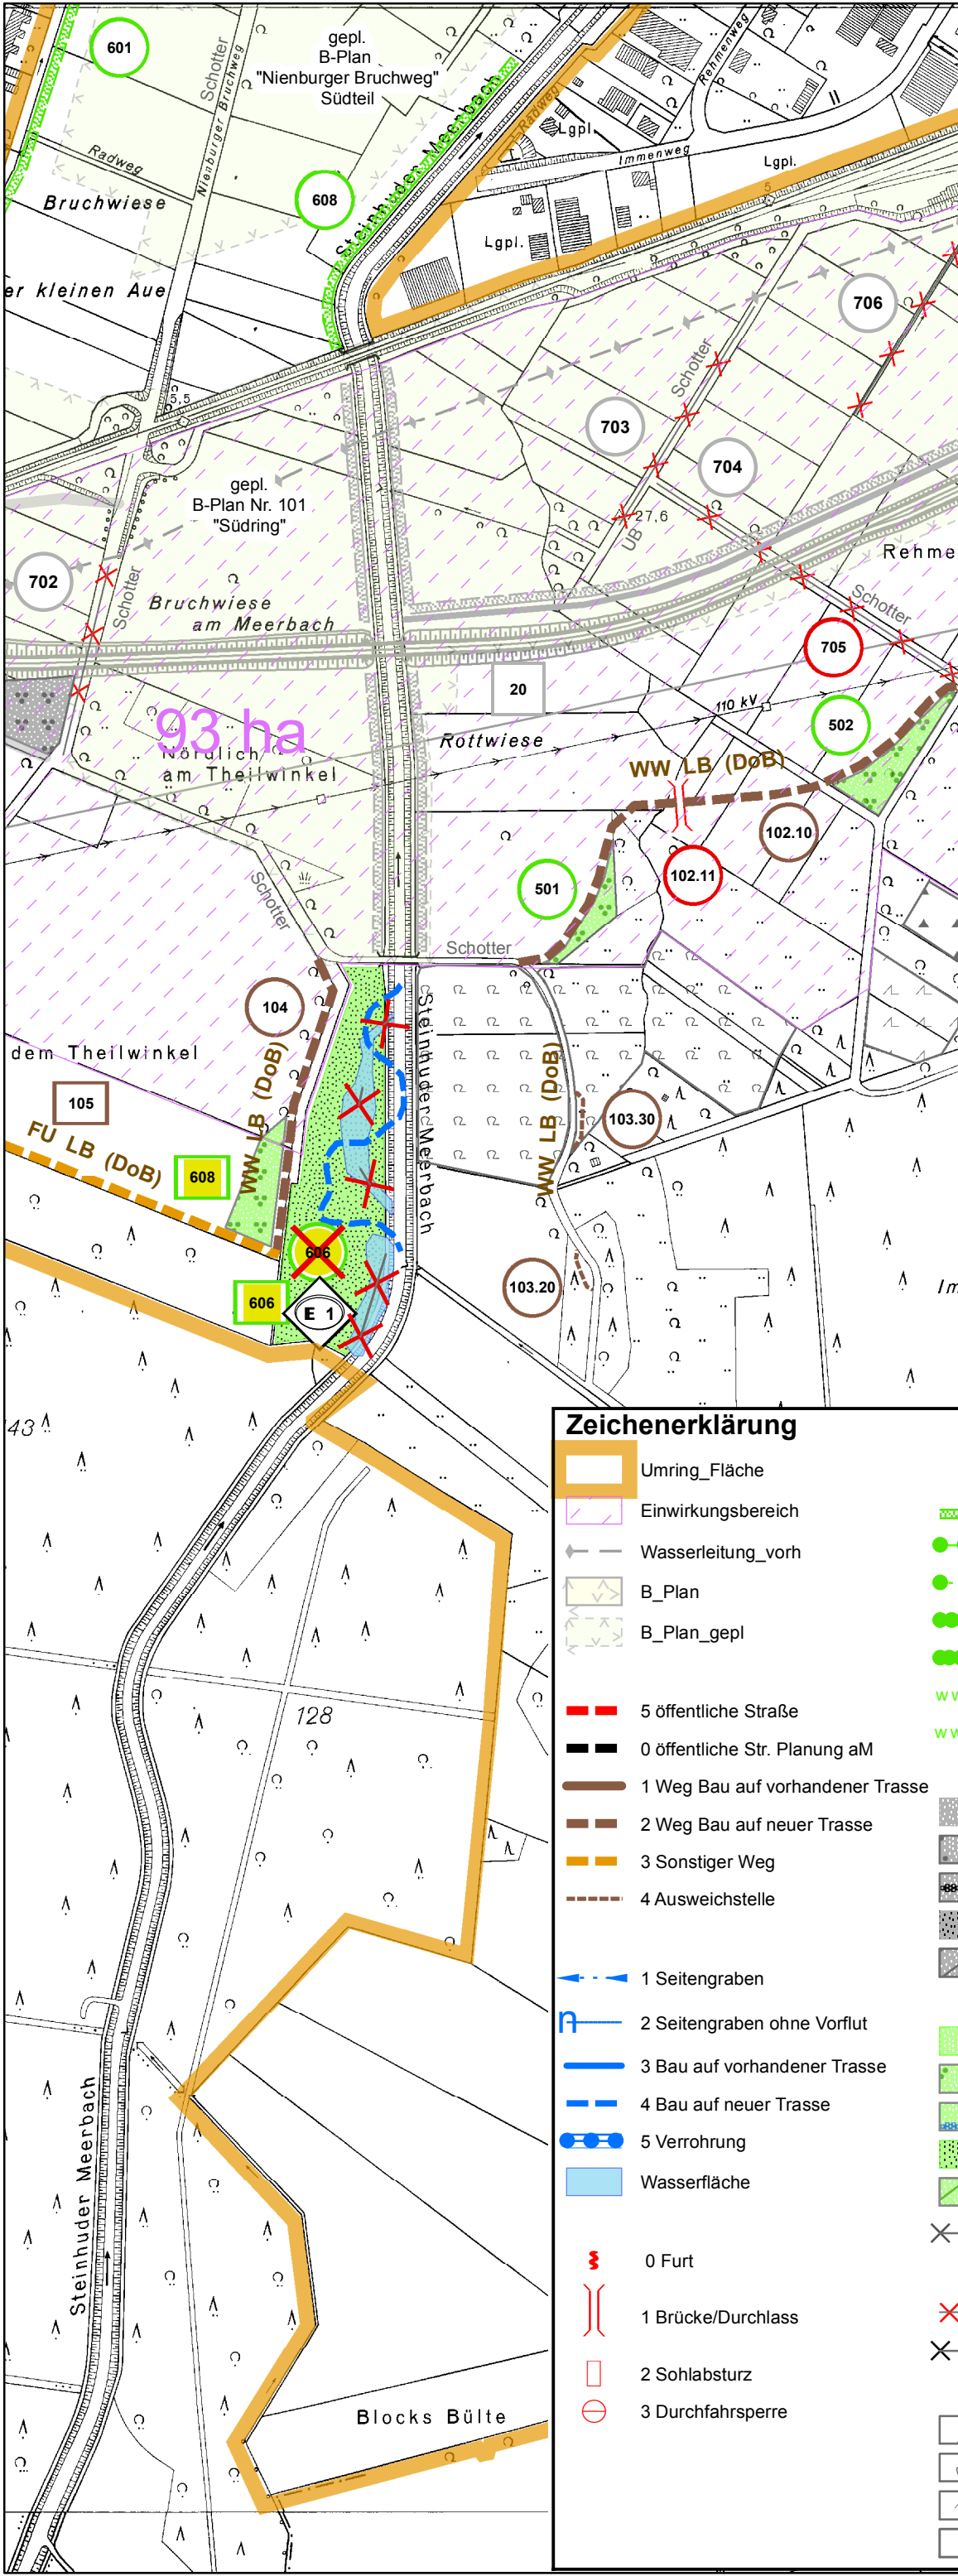 601
gepl.
B-Plan
"Nienburger Bruchweg"
Südteil
Schotter
Nienburger Bruchweg
Radweg
Bruchwiese
608
Steinhuder Meerbach
Radweg
Rehmenweg
Lgpl.
Immenweg
Lgpl.
Lgpl.
er kleinen Aue
5
706
5,5
Schotter
703
704
gepl.
B-Plan Nr. 101
"Südring"
27,6
UB
Rehme
702
Schotter
Schotter
Bruchwiese
am Meerbach
705
20
110 kV
502
93 ha
Nördlich
am Theilwinkel
Rottwiese
WW LB (DoB)
102.10
102.11
501
Schotter
Schotter
104
Steinhuder Meerbach
dem Theilwinkel
105
WW LB (DoB)
WW LB (DoB)
103.30
FU LB (DoB)
608
606
103.20
606
E 1
Im
43
128
Steinhuder Meerbach
Blocks Bülte
Zeichenerklärung
Umring_Fläche
Einwirkungsbereich
Wasserleitung_vorh
B_Plan
B_Plan_gepl
5 öffentliche Straße
0 öffentliche Str. Planung aM
1 Weg Bau auf vorhandener Trasse
2 Weg Bau auf neuer Trasse
3 Sonstiger Weg
4 Ausweichstelle
1 Seitengraben
2 Seitengraben ohne Vorflut
3 Bau auf vorhandener Trasse
4 Bau auf neuer Trasse
5 Verrohrung
Wasserfläche
0 Furt
1 Brücke/Durchlass
2 Sohlabsturz
3 Durchfahrsperre